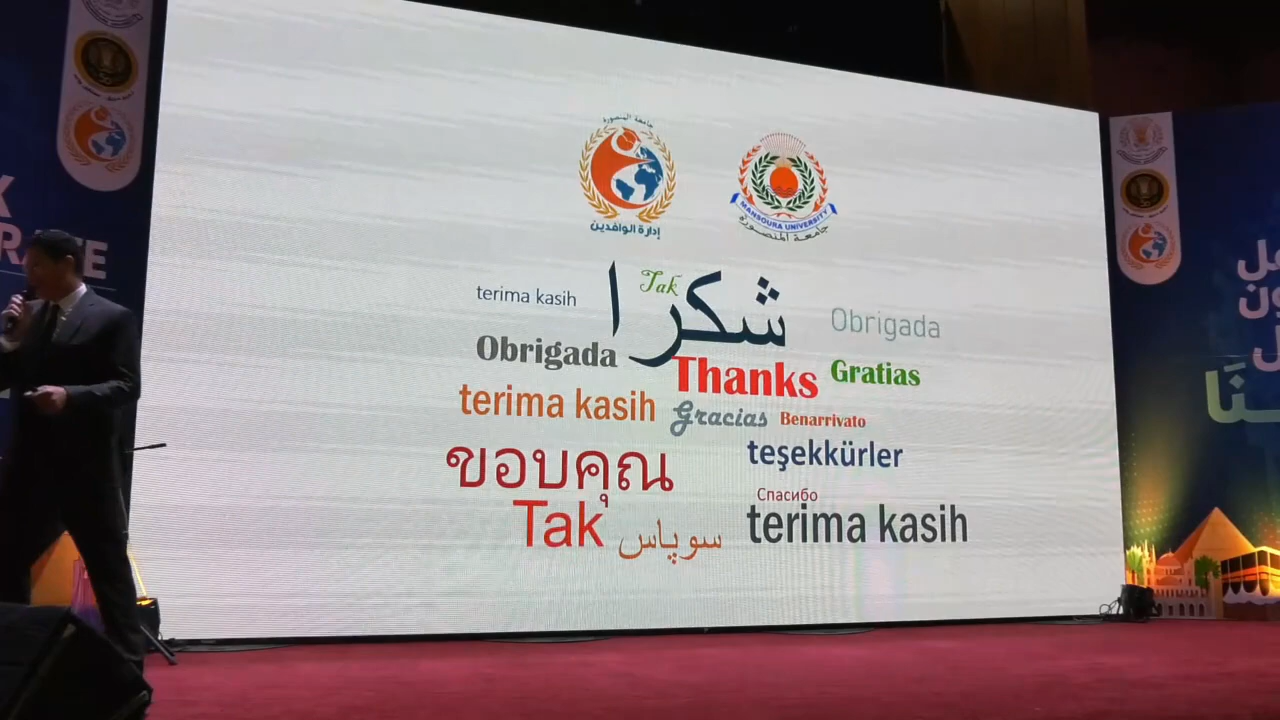 جامعة المنصورة
إدارة الوافدين
MANSOURA UNIVERSITY
جامعة المنصورة
شكرا
Tak
terima kasih
Obrigada
Obrigada
Thanks
Gratias
terima kasih
Gracias
Benarrivato
ขอบคุณ
teşekkürler
Спасибо
Tak
سوپاس
terima kasih